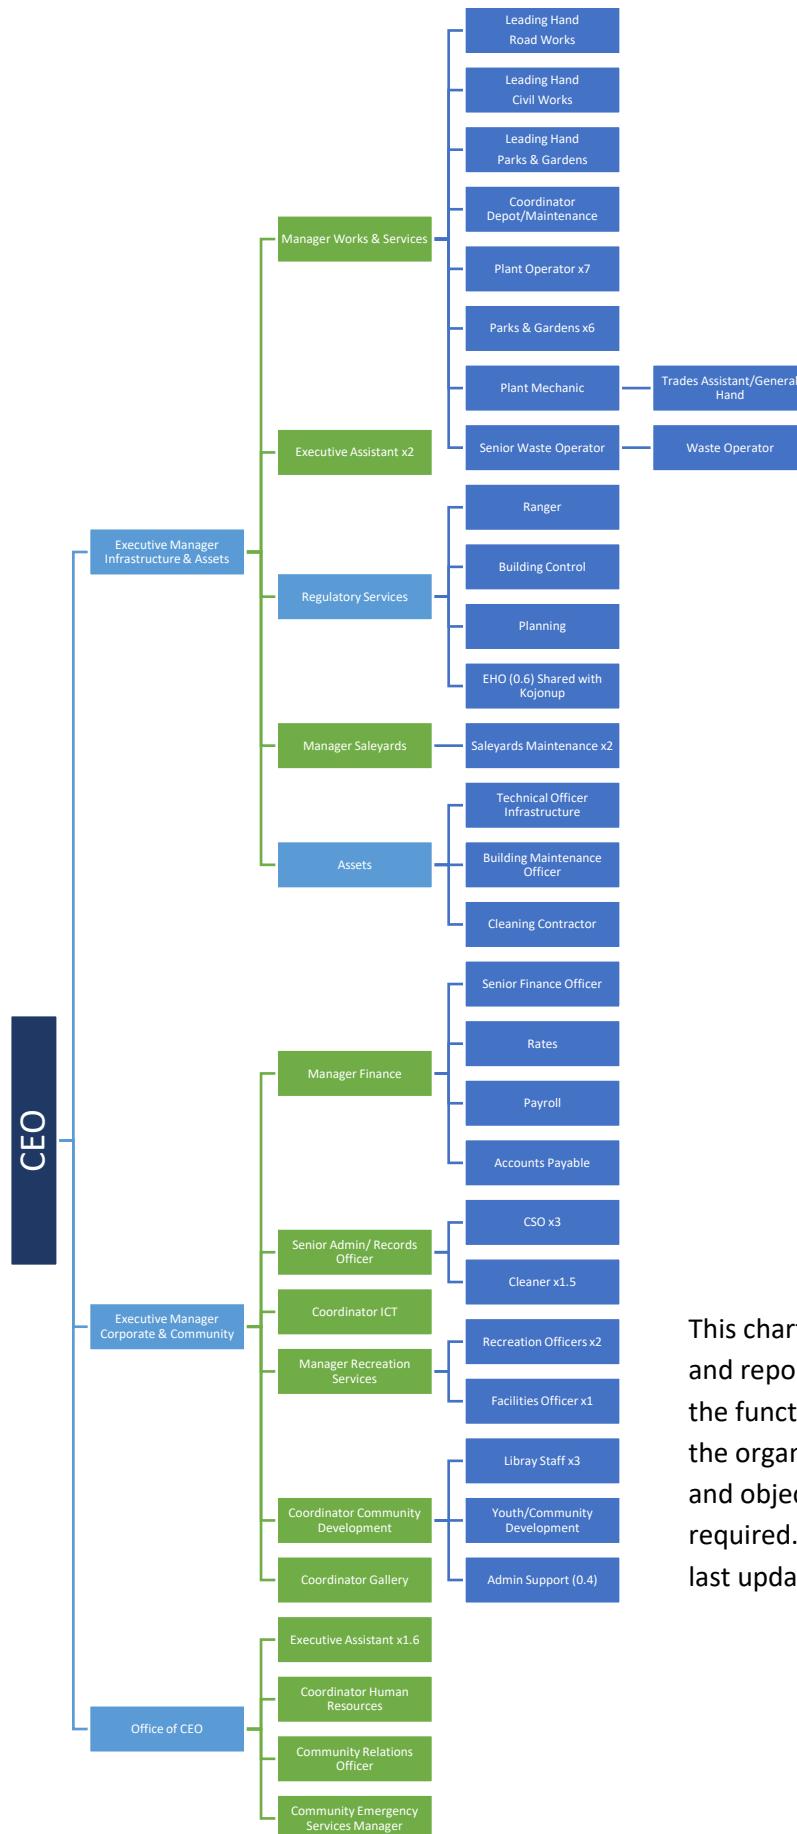 CEO
Executive Manager
Infrastructure & Assets
Manager Works & Services
Leading Hand
Road Works
Leading Hand
Civil Works
Leading Hand
Parks & Gardens
Coordinator
Depot/Maintenance
Plant Operator x7
Parks & Gardens x6
Plant Mechanic
Trades Assistant/General
Hand
Senior Waste Operator
Waste Operator
Executive Assistant x2
Regulatory Services
Ranger
Building Control
Planning
EHO (0.6) Shared with
Kojonup
Manager Saleyards
Saleyards Maintenance x2
Assets
Technical Officer
Infrastructure
Building Maintenance
Officer
Cleaning Contractor
Executive Manager
Corporate & Community
Manager Finance
Senior Finance Officer
Rates
Payroll
Accounts Payable
Senior Admin/ Records
Officer
CSO x3
Cleaner x1.5
Coordinator ICT
Manager Recreation
Services
Recreation Officers x2
Facilities Officer x1
Coordinator Community
Development
Libray Staff x3
Youth/Community
Development
Admin Support (0.4)
Coordinator Gallery
Office of CEO
Executive Assistant x1.6
Coordinator Human
Resources
Community Relations
Officer
Community Emergency
Services Manager
This
and
the
the
and
required.
last